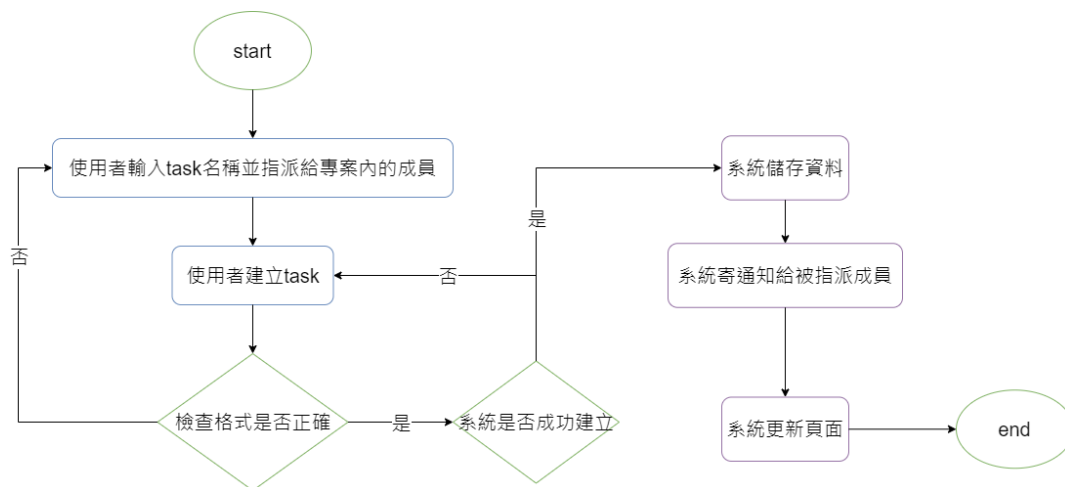 start
使用者輸入task名稱並指派給專案內的成員
系統儲存資料
是
否
使用者建立task
否
系統寄通知給被指派成員
檢查格式是否正確
是
系統是否成功建立
系統更新頁面
end